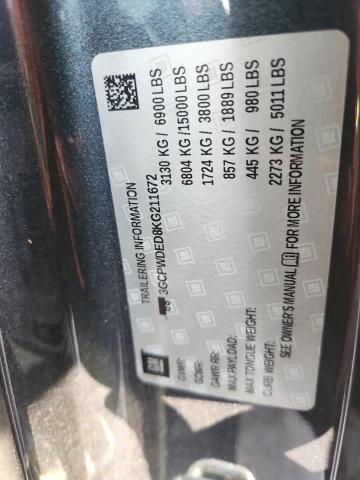 GM
TRAILERING INFORMATION
3GCPWDED8KG211672
GVWR: 3130 KG / 6900 LBS
GCWR: 6804 KG/15000 LBS
GAWR RR: 1724 KG / 3800 LBS
MAX PAYLOAD: 857 KG / 1889 LBS
MAX TONGUE WEIGHT: 445 KG / 980 LBS
CURB WEIGHT: 2273 KG / 5011 LBS
SEE OWNER'S MANUAL FOR MORE INFORMATION